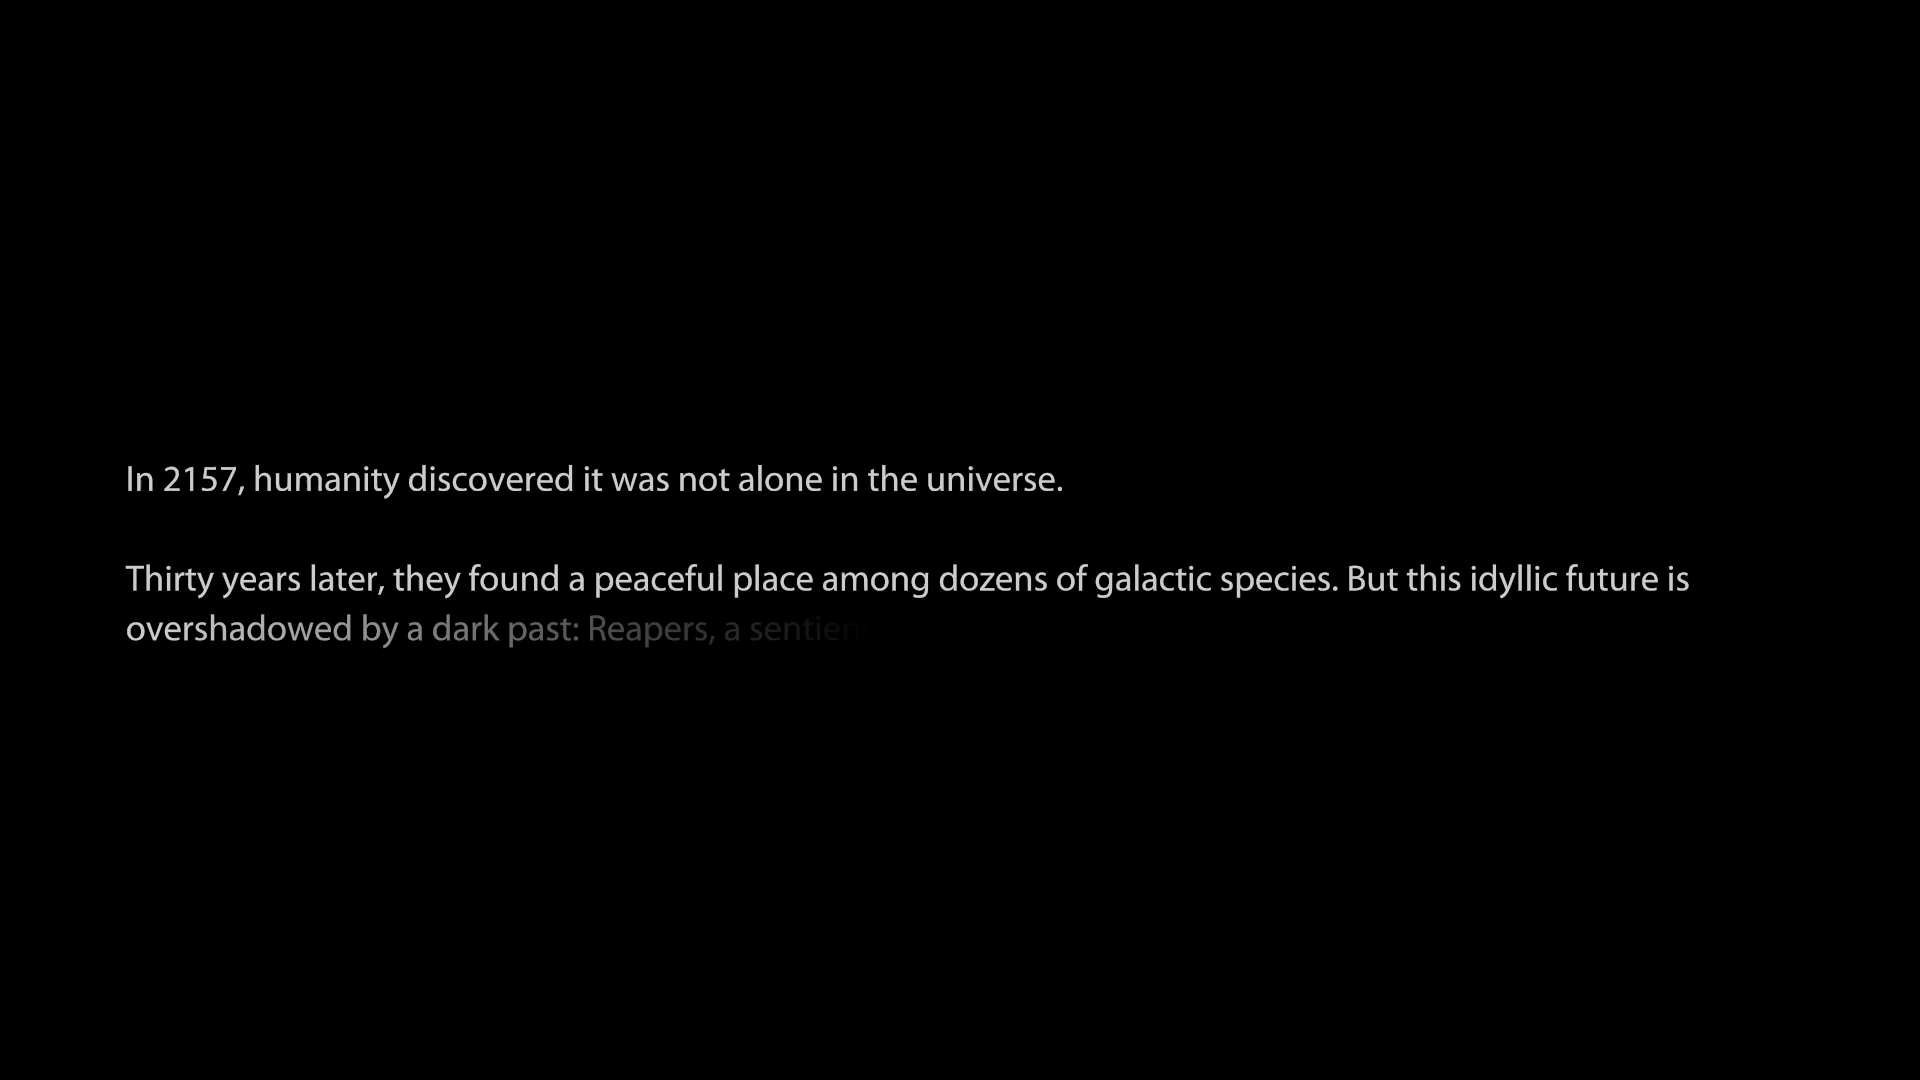 In 2157, humanity discovered it was not alone in the universe.
Thirty years later, they found a peaceful place among dozens of galactic species. But this idyllic future is
overshadowed by a dark past: Reapers, a sentien